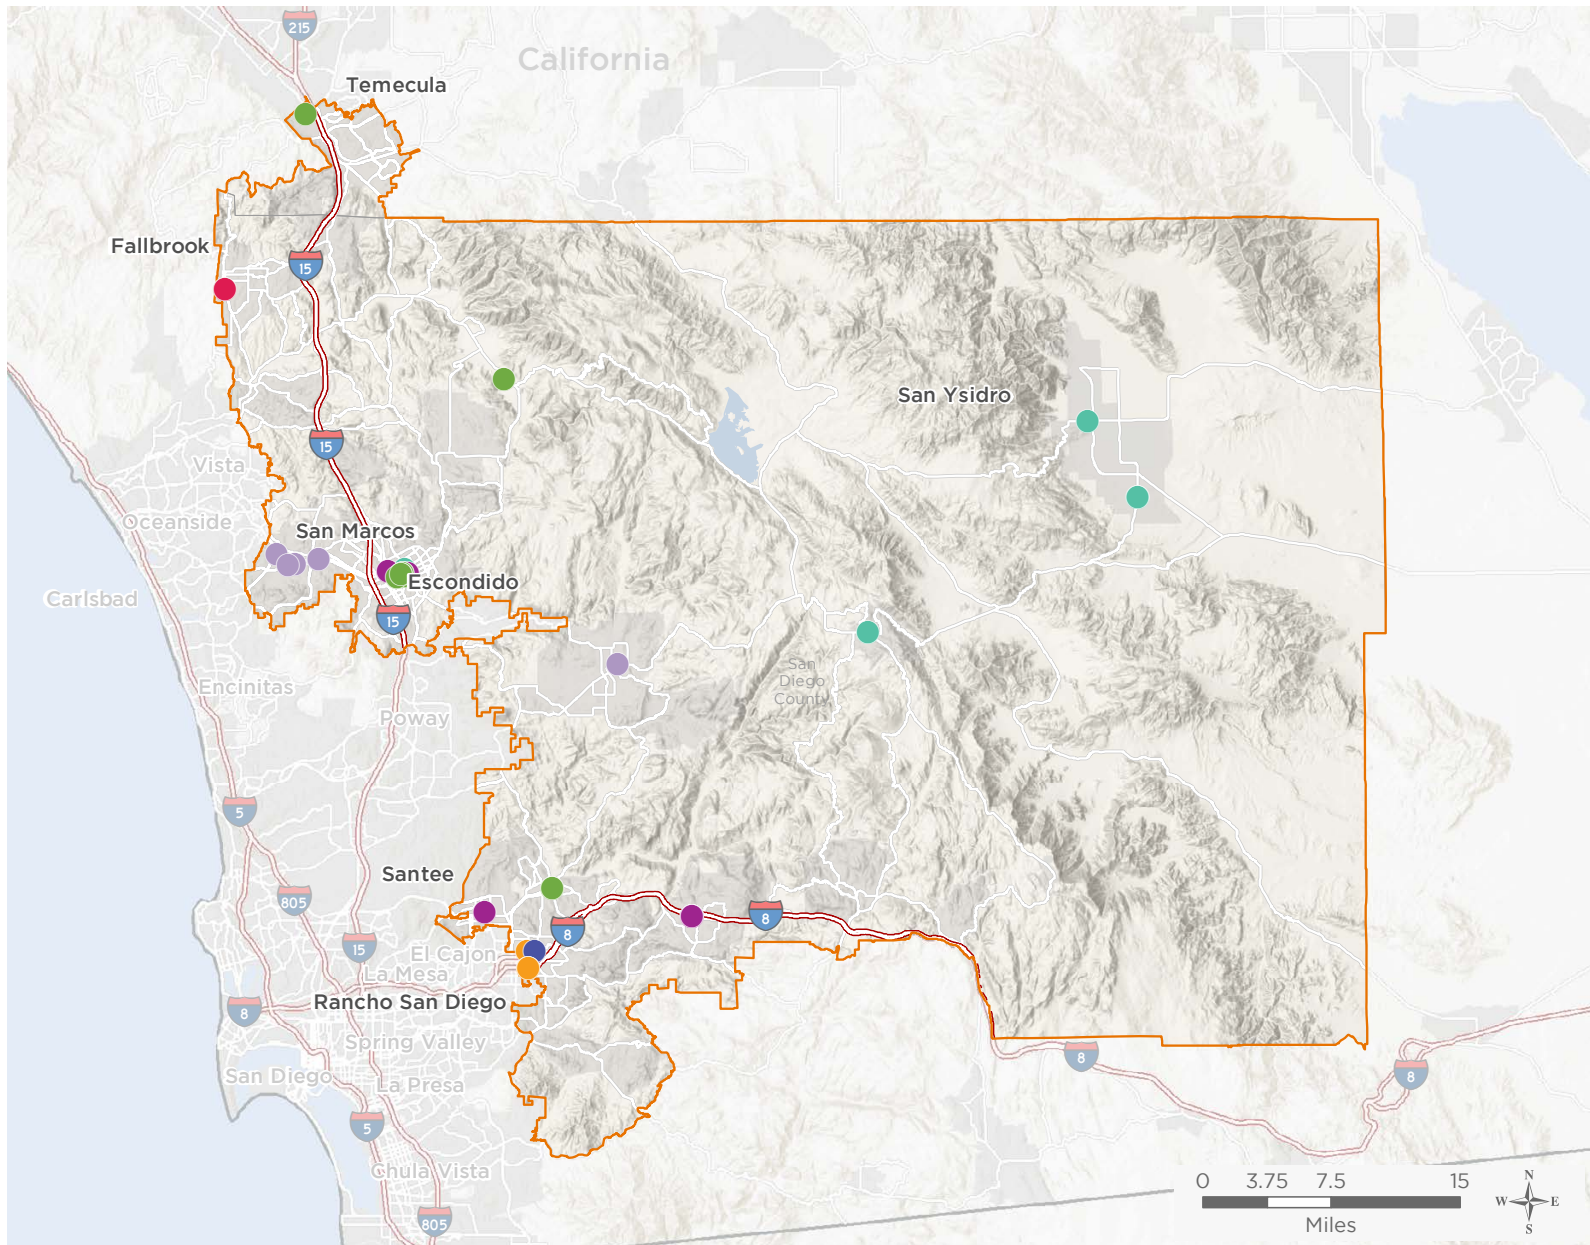 215
California
Temecula
Fallbrook
15
San Ysidro
15
Vista
Oceanside
San Marcos
Escondido
Carlsbad
15
San
Diego
County
Encinitas
Poway
5
Santee
805
8
8
15
El Cajon
La Mesa
Rancho San Diego
8
Spring Valley
8
San Diego
La Presa
8
5
Chula Vista
805
0 3.75 7.5 15
Miles
N
W E
S